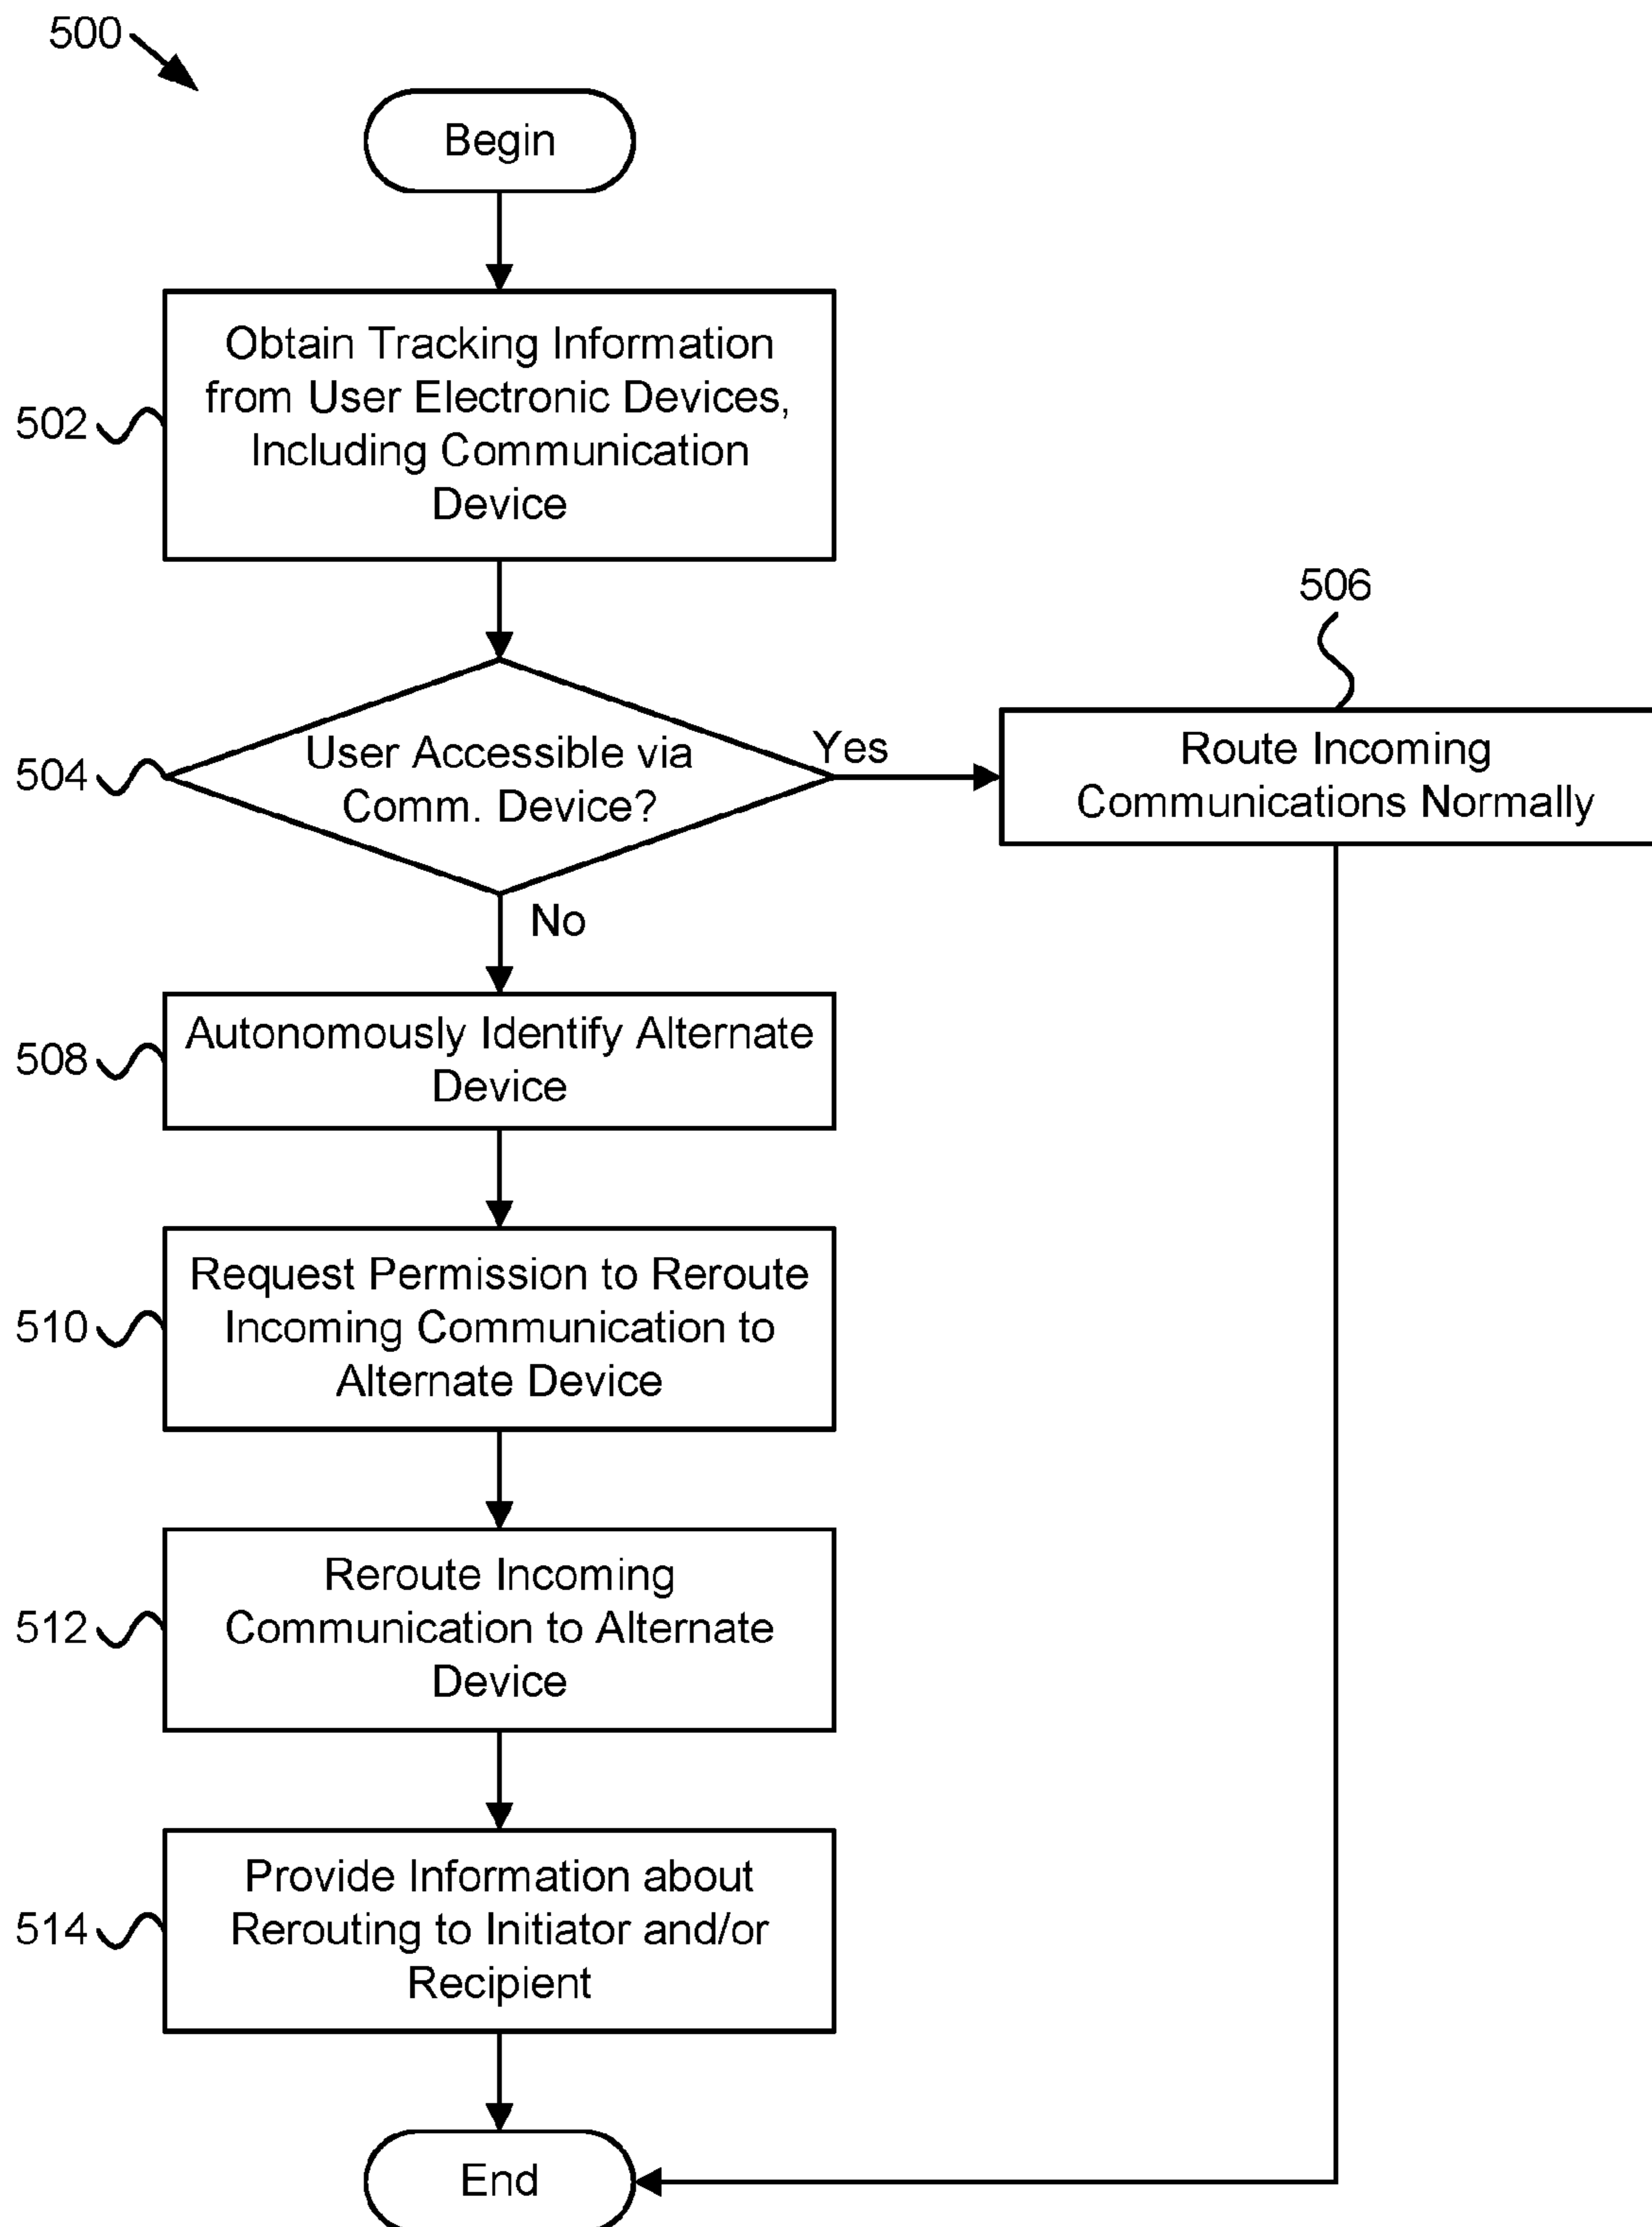 500
Begin
502
Obtain Tracking Information
from User Electronic Devices,
Including Communication
Device
504
User Accessible via
Comm. Device?
Yes
506
Route Incoming
Communications Normally
No
508
Autonomously Identify Alternate
Device
510
Request Permission to Reroute
Incoming Communication to
Alternate Device
512
Reroute Incoming
Communication to Alternate
Device
514
Provide Information about
Rerouting to Initiator and/or
Recipient
End